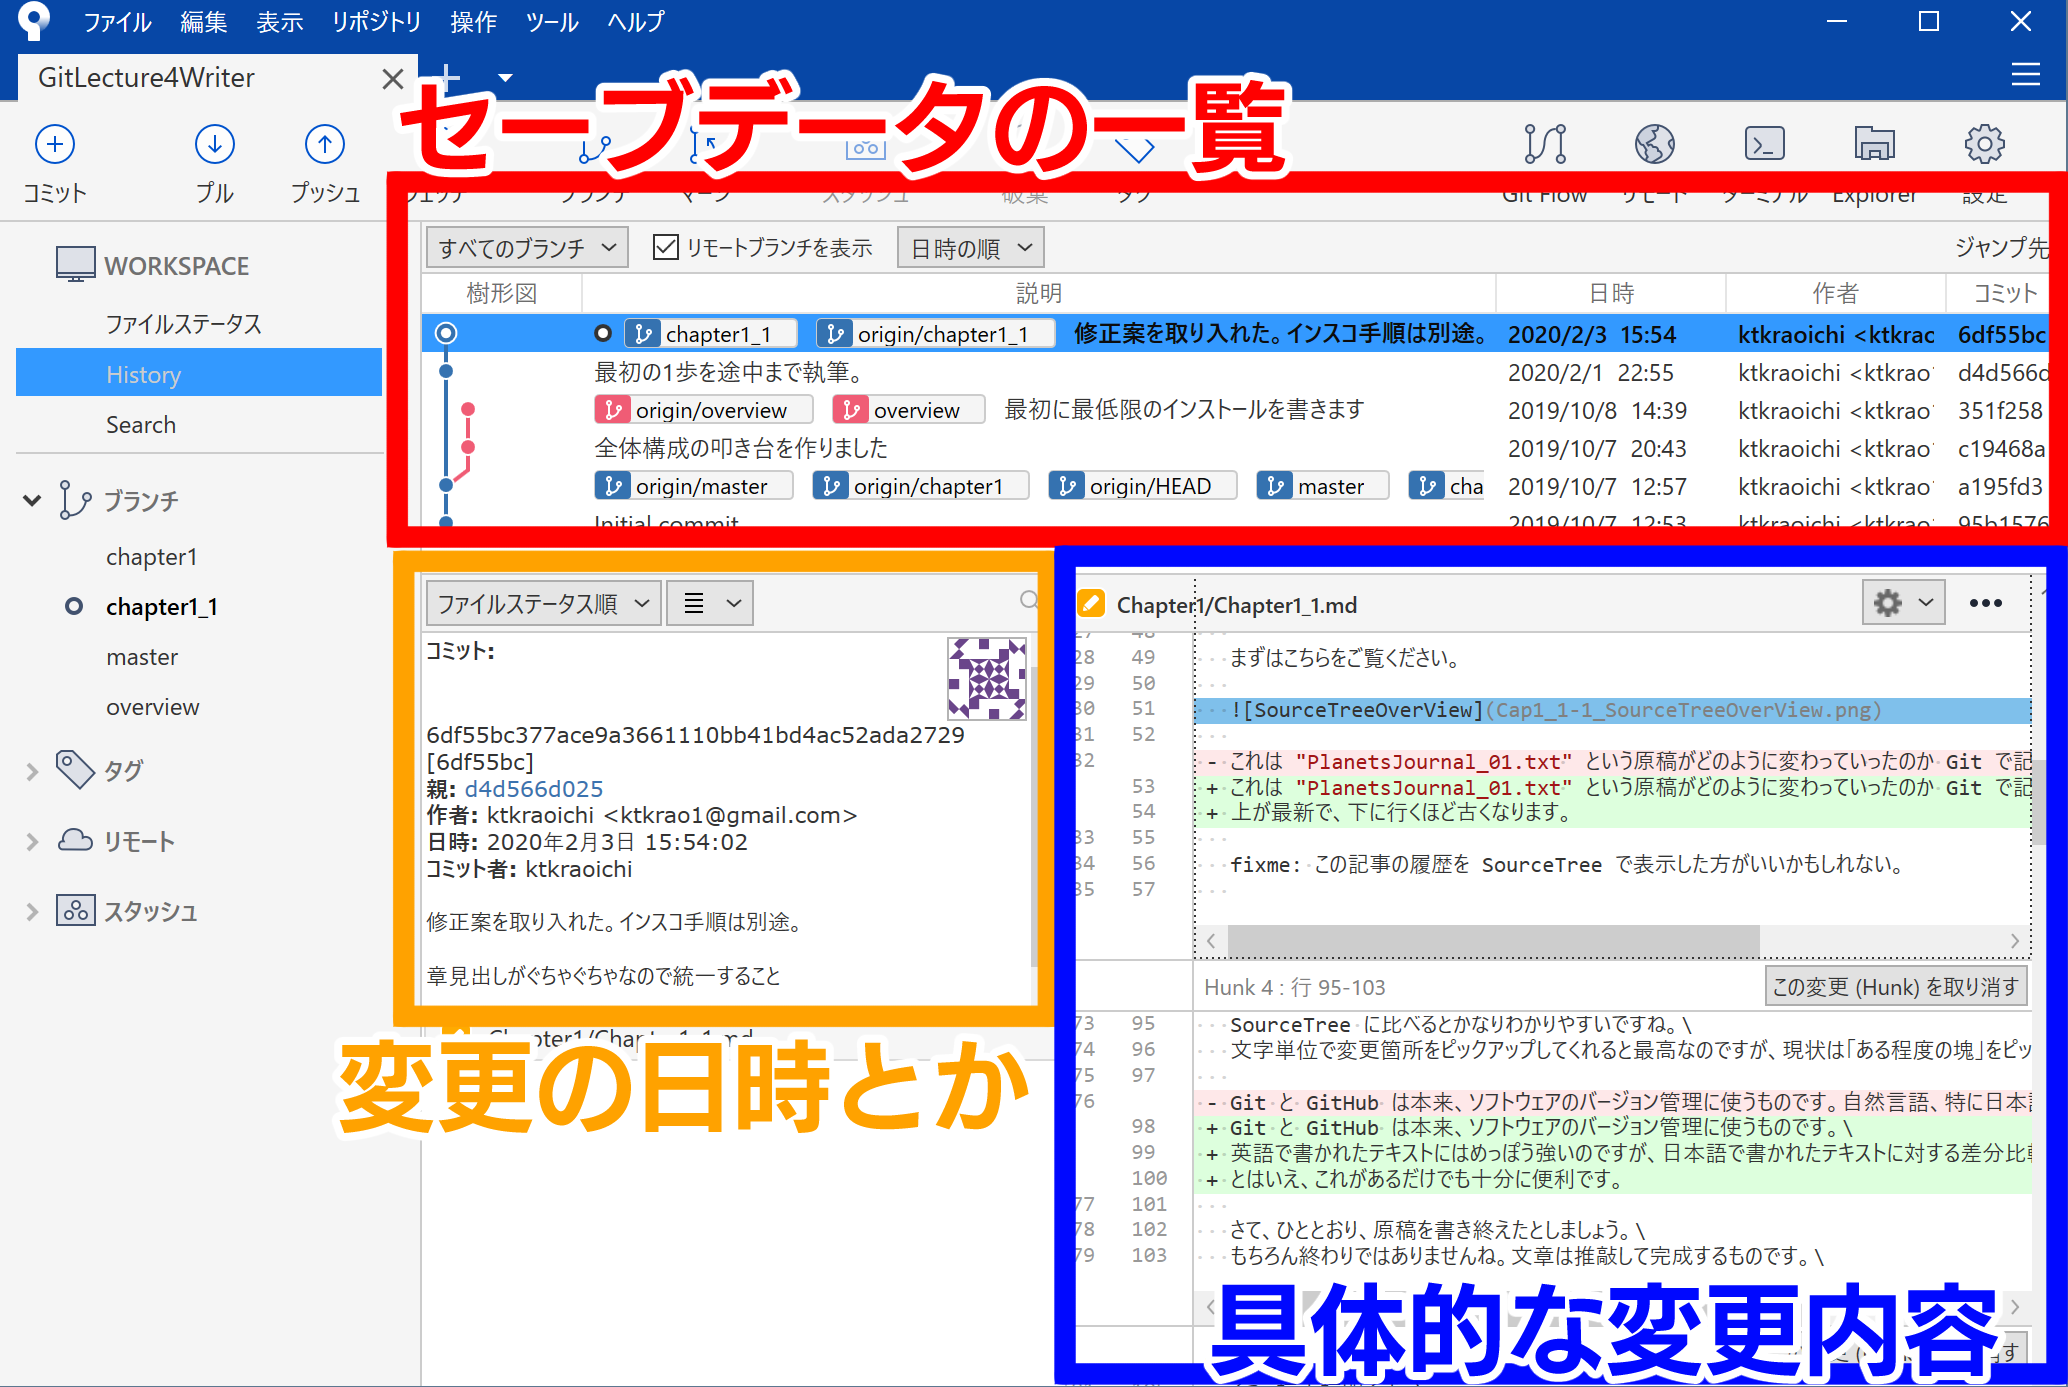 ファイル 編集 表示 リポジトリ 操作 ツール ヘルプ
GitLecture4Writer
セーブデータの一覧
コミット プル プッシュ
Git Flow リモート ターミナル Explorer 設定
WORKSPACE
ファイルステータス
History
Search
ブランチ
chapter1
chapter1_1
master
overview
タグ
リモート
スタッシュ
すべてのブランチ リモートブランチを表示 日時の順 ジャンプ先
樹形図 説明 日時 作者 コミット
chapter1_1 origin/chapter1_1 修正案を取り入れた。インスコ手順は別途。 2020/2/3 15:54 ktkraoichi <ktkrac 6df55bc
最初の1歩を途中まで執筆。 2020/2/1 22:55 ktkraoichi <ktkrao d4d566d
origin/overview overview 最初に最低限のインストールを書きます 2019/10/8 14:39 ktkraoichi <ktkrao 351f258
全体構成の叩き台を作りました 2019/10/7 20:43 ktkraoichi <ktkrao c19468a
origin/master origin/chapter1 origin/HEAD master cha 2019/10/7 12:57 ktkraoichi <ktkrao a195fd3
Initial commit 2019/10/7 12:53 ktkraoichi <ktkrao 95b1576
ファイルステータス順
コミット:
6df55bc377ace9a3661110bb41bd4ac52ada2729
[6df55bc]
親: d4d566d025
作者: ktkraoichi <ktkrao1@gmail.com>
日時: 2020年2月3日 15:54:02
コミット者: ktkraoichi
修正案を取り入れた。インスコ手順は別途。
章見出しがぐちゃぐちゃなので統一すること
Chapter1/Chapter1_1.md
変更の日時とか
Chapter1/Chapter1_1.md
28 49 まずはこちらをご覧ください。
29 50
30 51 ![SourceTreeOverView](Cap1_1-1_SourceTreeOverView.png)
31 52
32 - これは "PlanetsJournal_01.txt" という原稿がどのように変わっていったのか Git で記
53 + これは "PlanetsJournal_01.txt" という原稿がどのように変わっていったのか Git で記
54 + 上が最新で、下に行くほど古くなります。
33 55
34 56 fixme: この記事の履歴を SourceTree で表示した方がいいかもしれない。
35 57
Hunk 4 : 行 95-103 この変更 (Hunk) を取り消す
73 95 SourceTree に比べるとかなりわかりやすいですね。\
74 96 文字単位で変更箇所をピックアップしてくれると最高なのですが、現状は「ある程度の塊」をピッ
75 97
76 - Git と GitHub は本来、ソフトウェアのバージョン管理に使うものです。自然言語、特に日本
98 + Git と GitHub は本来、ソフトウェアのバージョン管理に使うものです。\
99 + 英語で書かれたテキストにはめっぽう強いのですが、日本語で書かれたテキストに対する差分比
100 + とはいえ、これがあるだけでも十分に便利です。
77 101
78 102 さて、ひととおり、原稿を書き終えたとしましょう。\
79 103 もちろん終わりではありませんね。文章は推敲して完成するものです。\
具体的な変更内容